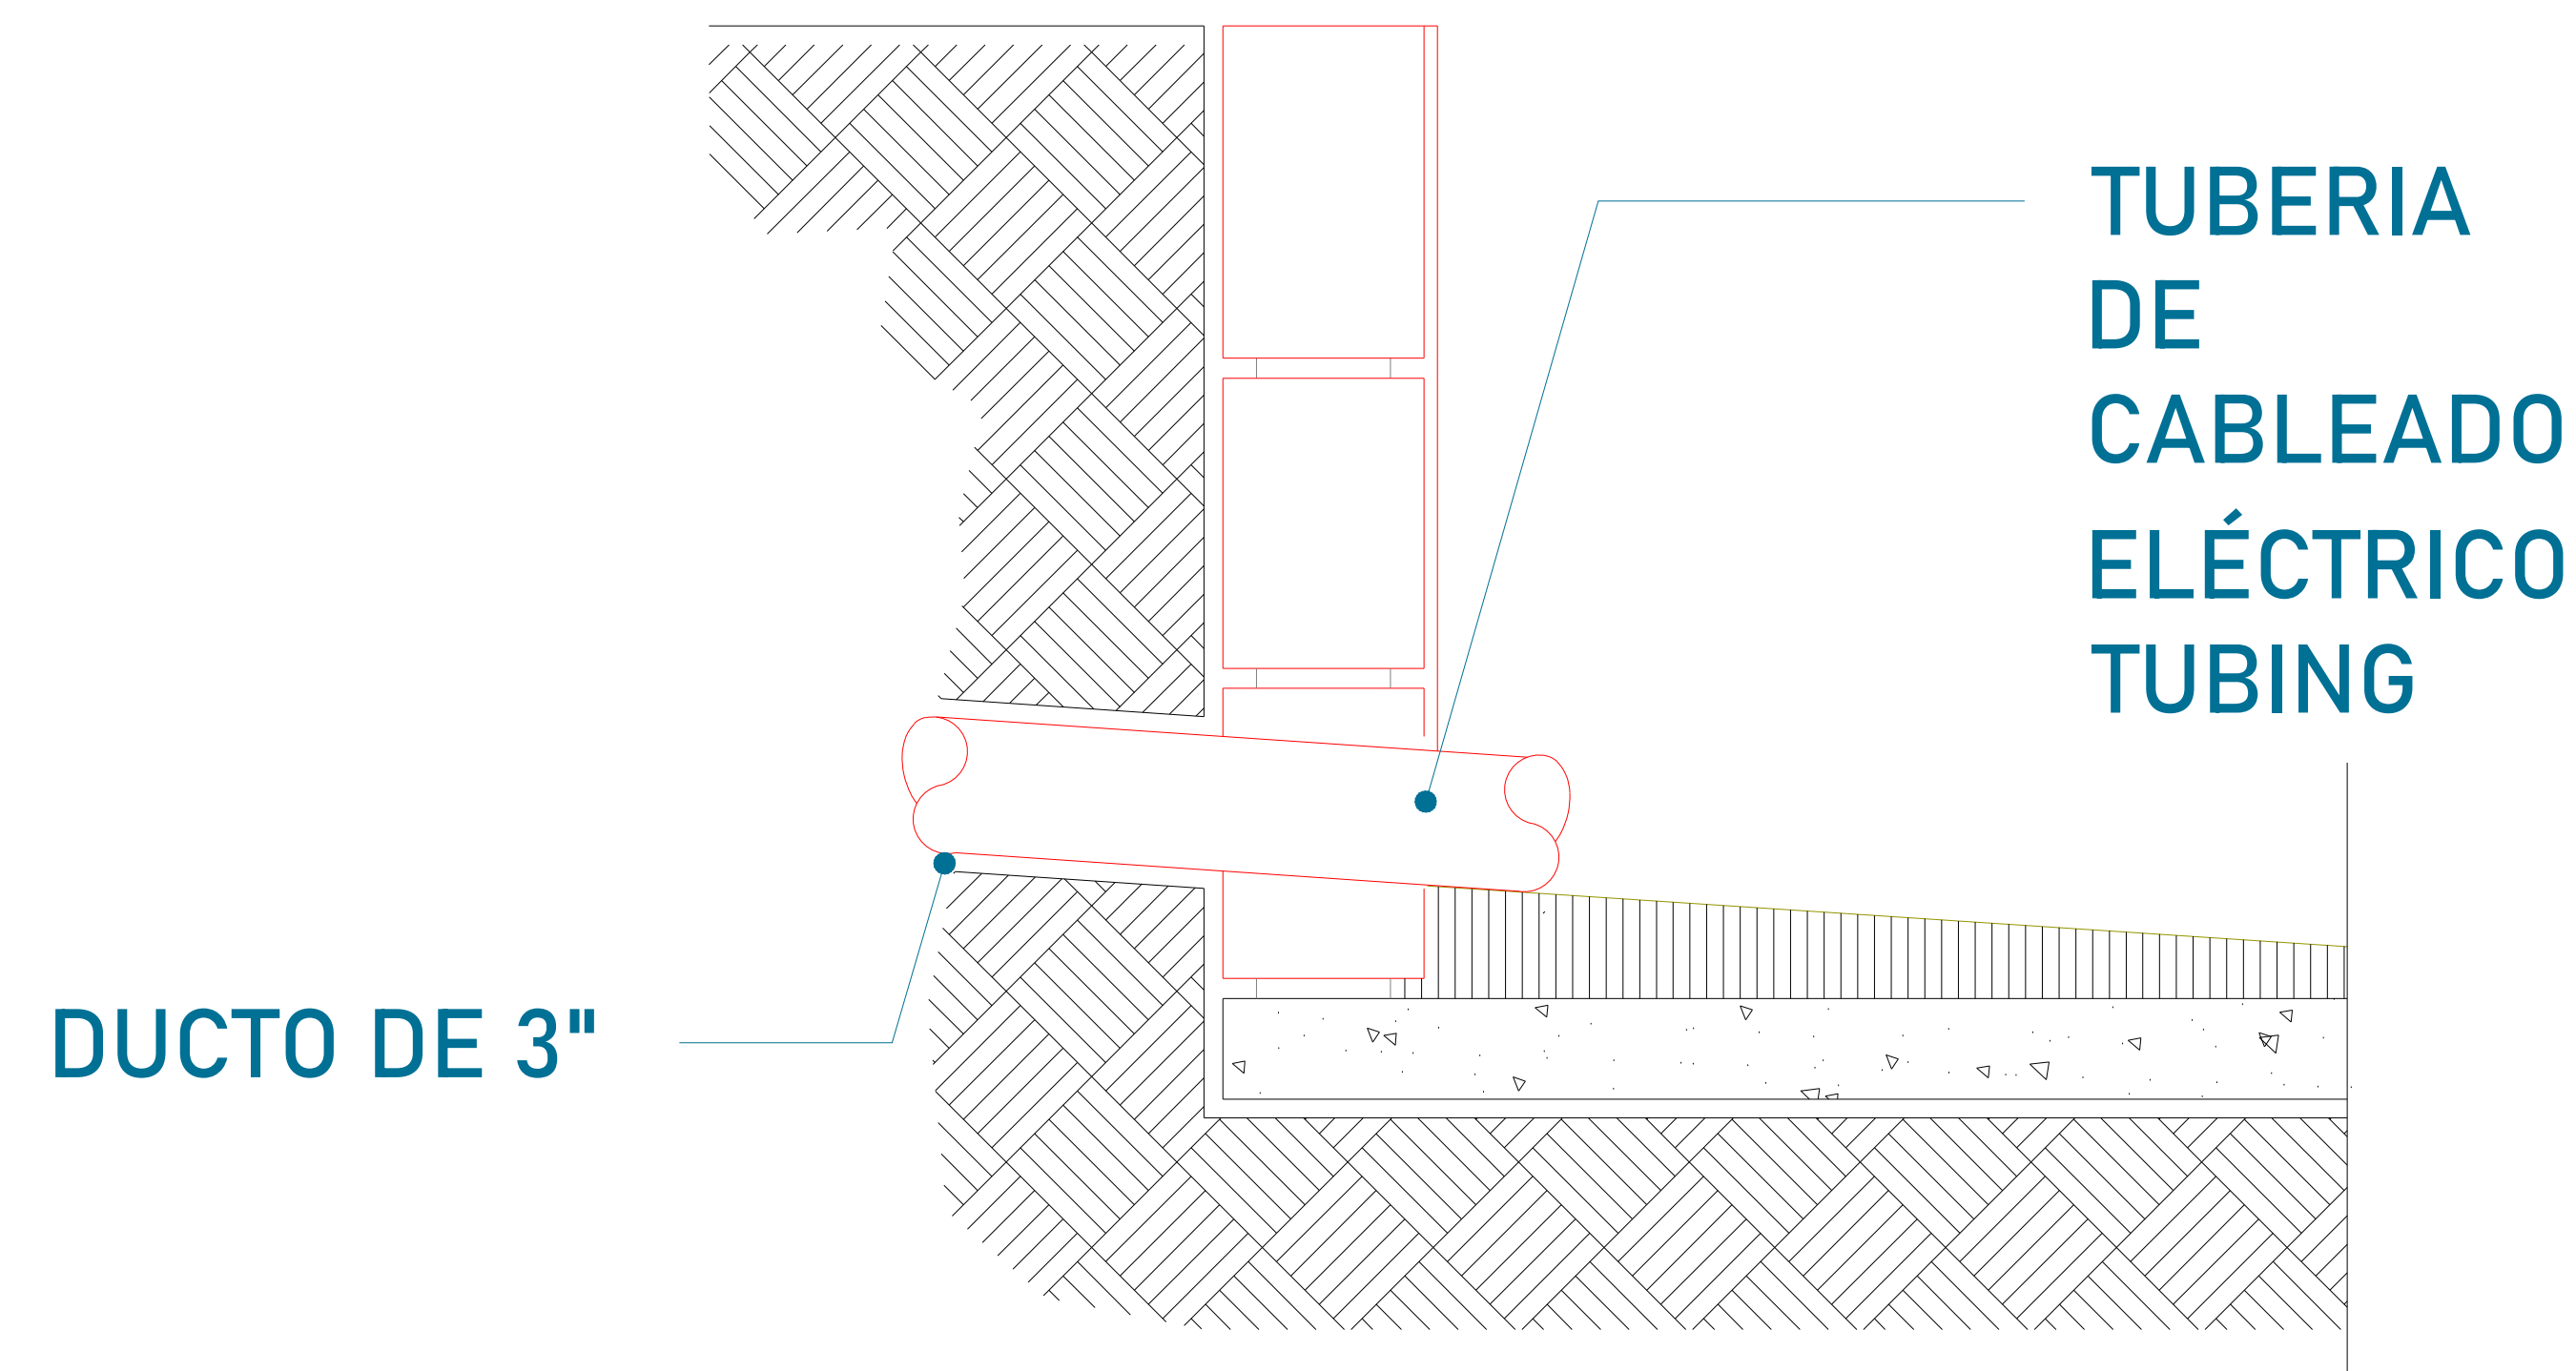 TUBERIA
DE
CABLEADO
ELÉCTRICO
TUBING
DUCTO DE 3"